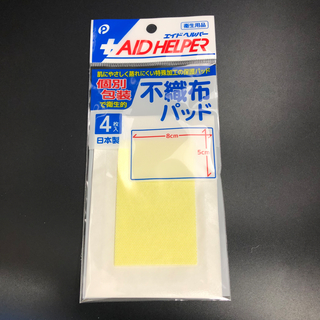 P
衛生用品
エイドヘルパー
AID HELPER
肌にやさしく蒸れにくい特殊加工の保護パッド
個別
包装
で衛生的
不織布
パッド
4枚入
日本製
8cm
5cm